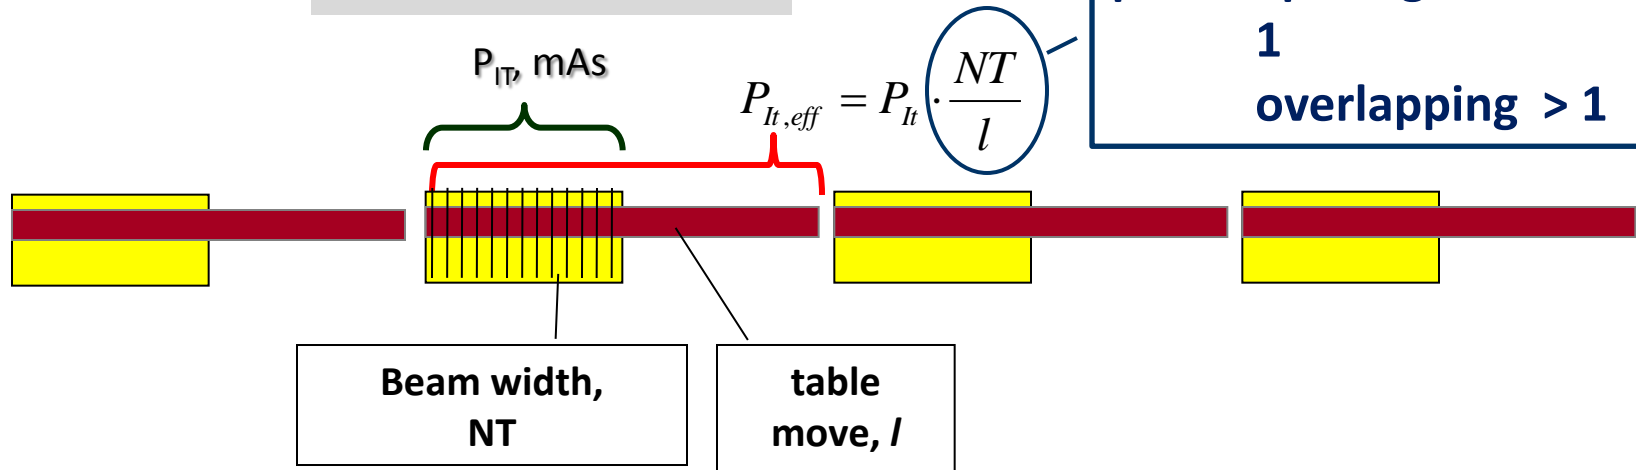 1
overlapping > 1
P_IT, mAs
P_It,eff = P_It · NT / l
Beam width,
NT
table
move, l